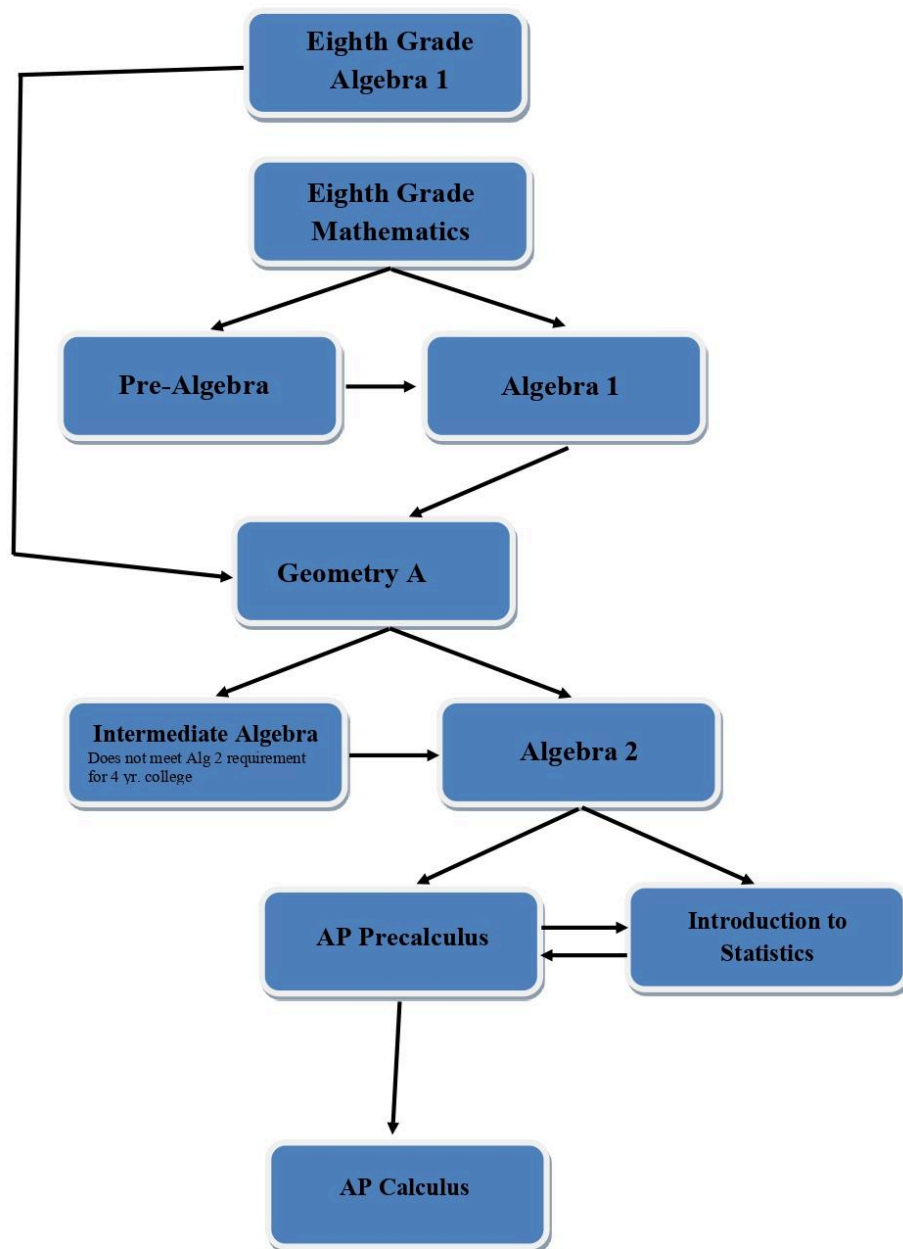 Eighth Grade
Algebra 1
Eighth Grade
Mathematics
Pre-Algebra
Algebra 1
Geometry A
Intermediate Algebra
Does not meet Alg 2 requirement
for 4 yr. college
Algebra 2
AP Precalculus
Introduction to
Statistics
AP Calculus